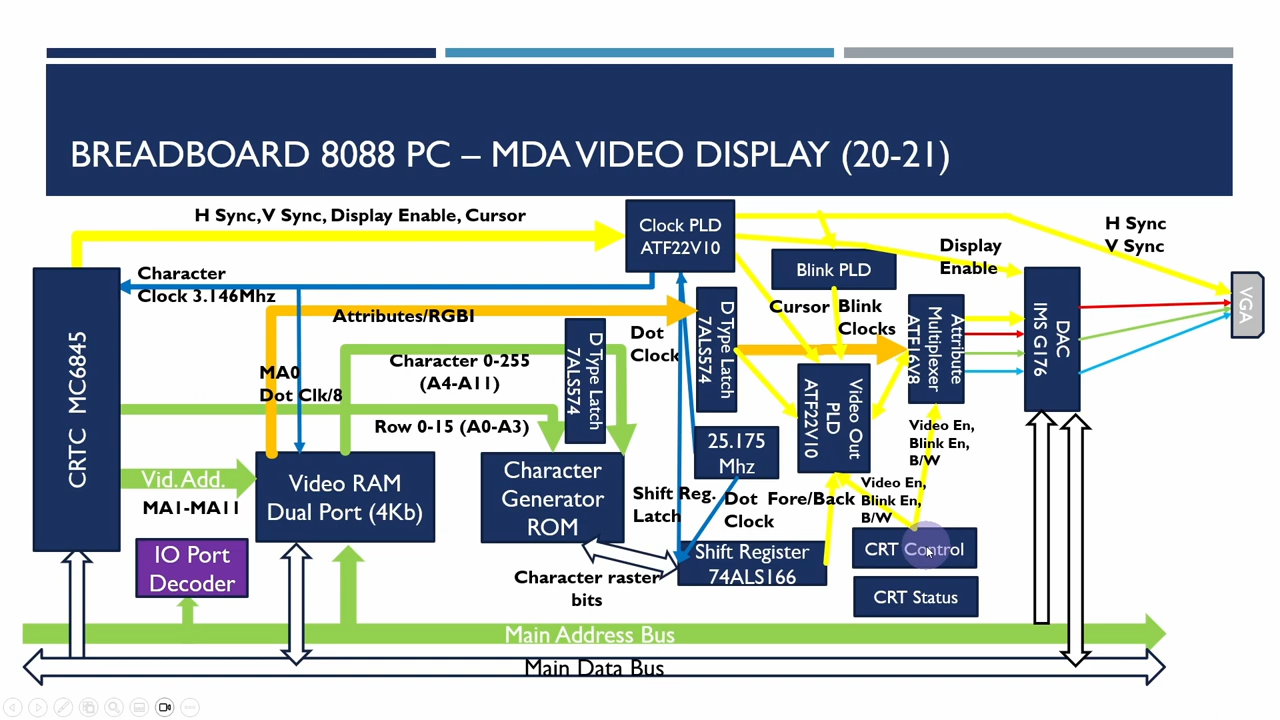 BREADBOARD 8088 PC – MDA VIDEO DISPLAY (20-21)
H Sync, V Sync, Display Enable, Cursor
Clock PLD
ATF22V10
H Sync
V Sync
Display
Enable
Character
Clock 3.146Mhz
Blink PLD
VGA
Attributes/RGBI
Cursor
Blink
Clocks
Dot
Clock
D Type Latch
7ALS574
D Type Latch
7ALS574
Attribute
Multiplexer
ATF16V8
DAC
IMS G176
CRTC MC6845
Character 0-255
(A4-A11)
MA0
Dot Clk/8
Row 0-15 (A0-A3)
Video Out
PLD
ATF22V10
25.175
Mhz
Video En,
Blink En,
B/W
Vid. Add.
MA1-MA11
Video RAM
Dual Port (4Kb)
Character
Generator
ROM
Shift Reg.
Latch
Dot
Clock
Fore/Back
Video En,
Blink En,
B/W
IO Port
Decoder
Shift Register
74ALS166
CRT Control
Character raster
bits
CRT Status
Main Address Bus
Main Data Bus